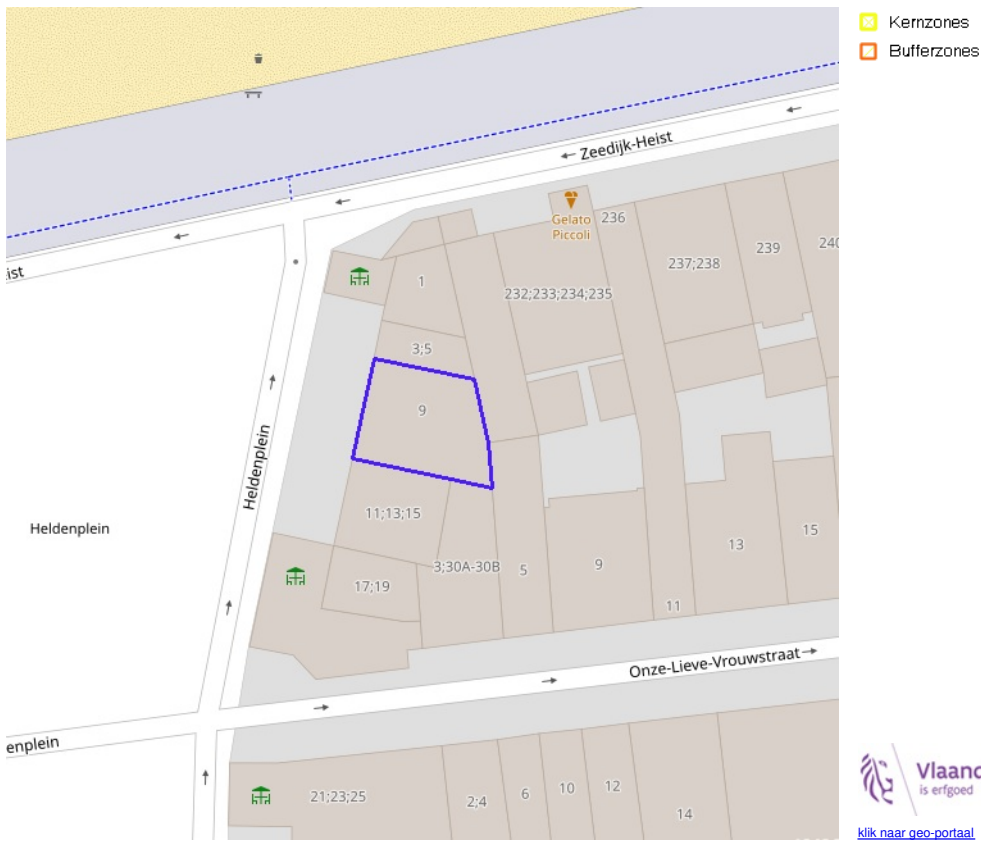 Kernzones
Bufferzones
Zeedijk-Heist
Gelato
Piccoli
236
237;238
239
240
ist
1
232;233;234;235
3;5
9
Heldenplein
Heldenplein
11;13;15
3;30A-30B
17;19
5
9
13
15
11
Onze-Lieve-Vrouwstraat
enplein
21;23;25
2;4
6
10
12
14
Vlaanc
is erfgoed
klik naar geo-portaal